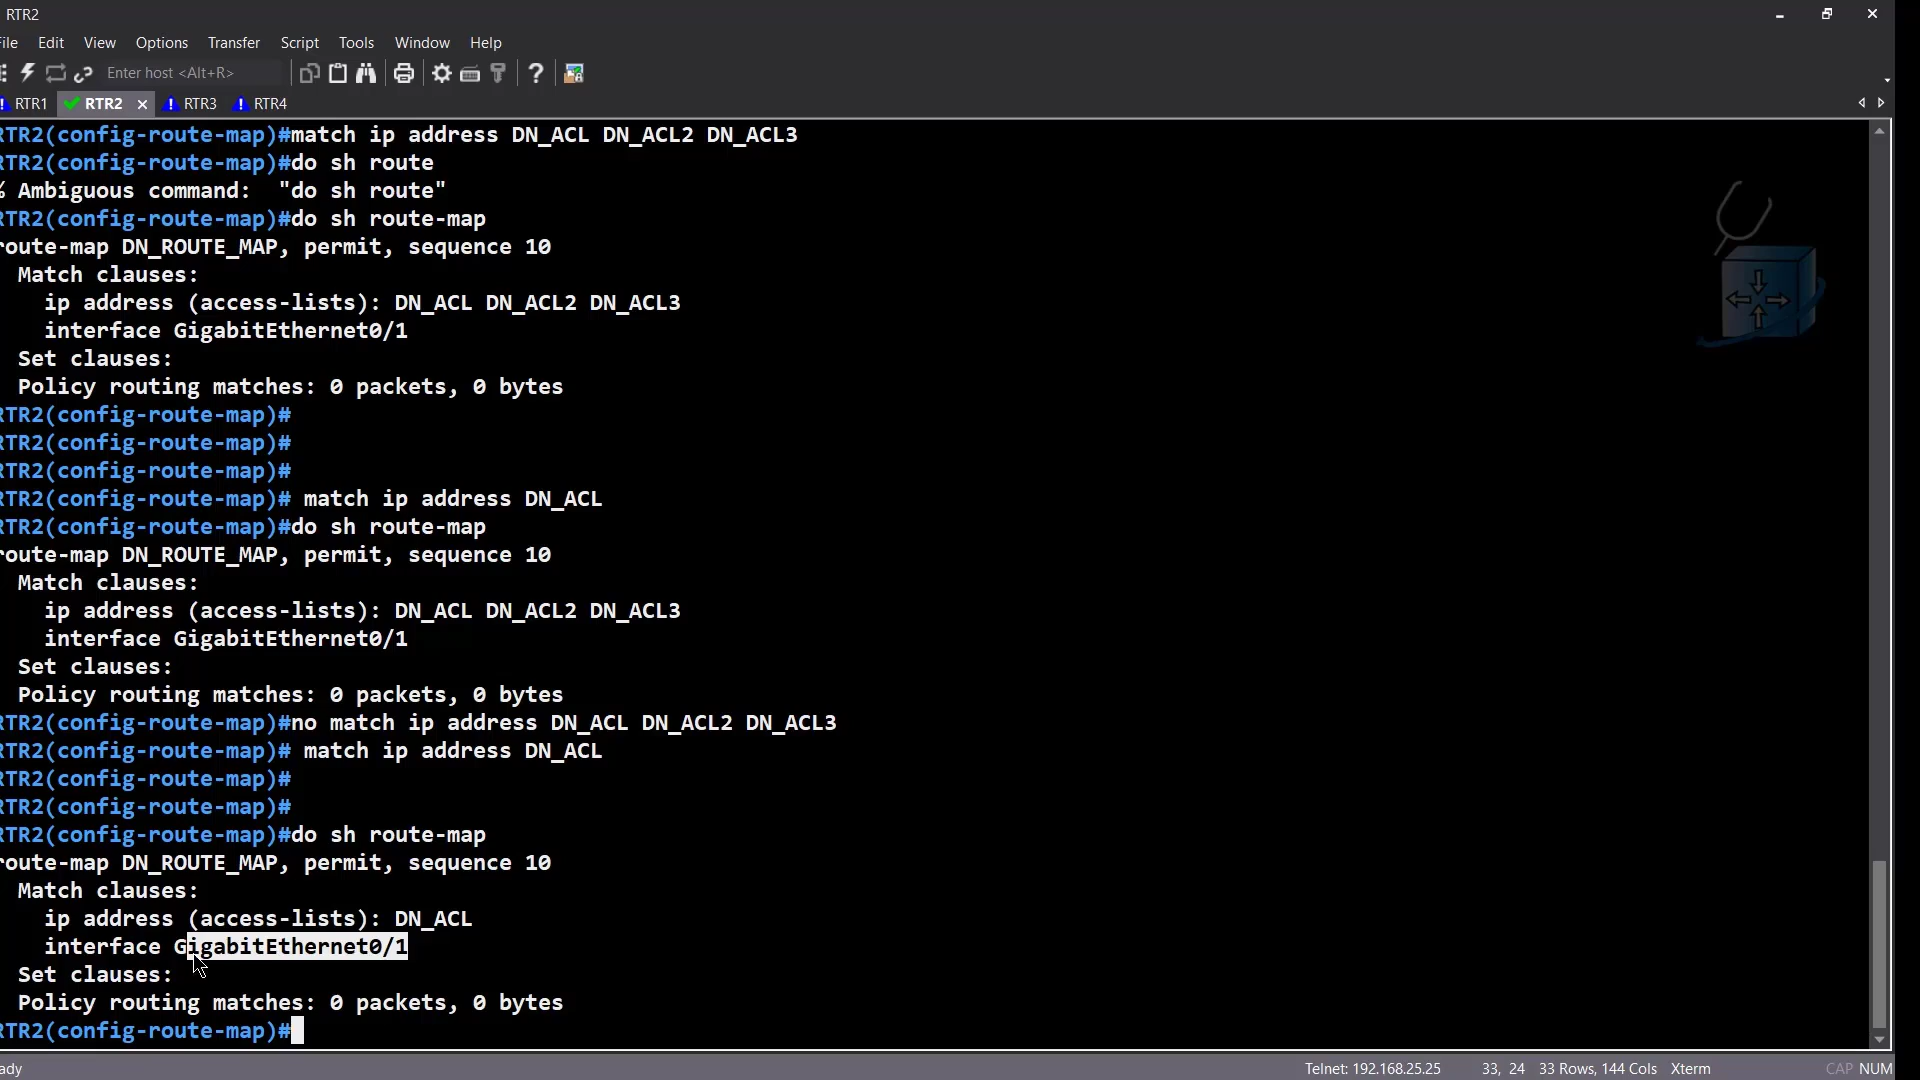 RTR2
ile Edit View Options Transfer Script Tools Window Help
Enter host <Alt+R>
RTR1 RTR2 RTR3 RTR4
RTR2(config-route-map)#match ip address DN_ACL DN_ACL2 DN_ACL3
RTR2(config-route-map)#do sh route
% Ambiguous command:  "do sh route"
RTR2(config-route-map)#do sh route-map
route-map DN_ROUTE_MAP, permit, sequence 10
Match clauses:
ip address (access-lists): DN_ACL DN_ACL2 DN_ACL3
interface GigabitEthernet0/1
Set clauses:
Policy routing matches: 0 packets, 0 bytes
RTR2(config-route-map)#
RTR2(config-route-map)#
RTR2(config-route-map)#
RTR2(config-route-map)# match ip address DN_ACL
RTR2(config-route-map)#do sh route-map
route-map DN_ROUTE_MAP, permit, sequence 10
Match clauses:
ip address (access-lists): DN_ACL DN_ACL2 DN_ACL3
interface GigabitEthernet0/1
Set clauses:
Policy routing matches: 0 packets, 0 bytes
RTR2(config-route-map)#no match ip address DN_ACL DN_ACL2 DN_ACL3
RTR2(config-route-map)# match ip address DN_ACL
RTR2(config-route-map)#
RTR2(config-route-map)#
RTR2(config-route-map)#do sh route-map
route-map DN_ROUTE_MAP, permit, sequence 10
Match clauses:
ip address (access-lists): DN_ACL
interface GigabitEthernet0/1
Set clauses:
Policy routing matches: 0 packets, 0 bytes
RTR2(config-route-map)#
ady Telnet: 192.168.25.25 33, 24 33 Rows, 144 Cols Xterm CAP NUM